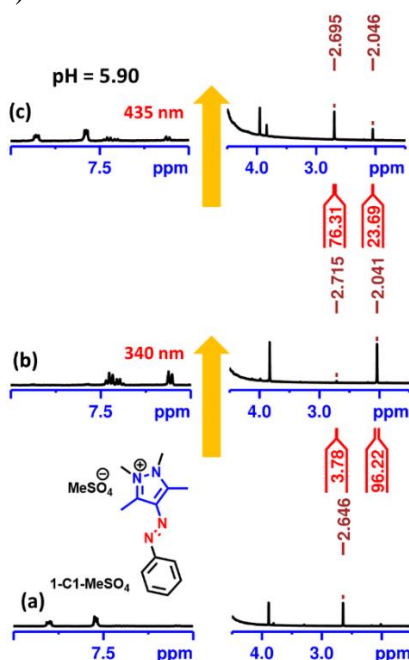 )
−2.695
−2.046
pH = 5.90
(c)
435 nm
7.5
ppm
4.0
3.0
ppm
76.31
23.69
−2.715
−2.041
(b)
340 nm
7.5
ppm
4.0
3.0
ppm
3.78
96.22
−2.646
MeSO4
⊖
N
⊕
N
N
N
1-C1-MeSO4
(a)
7.5
ppm
4.0
3.0
ppm